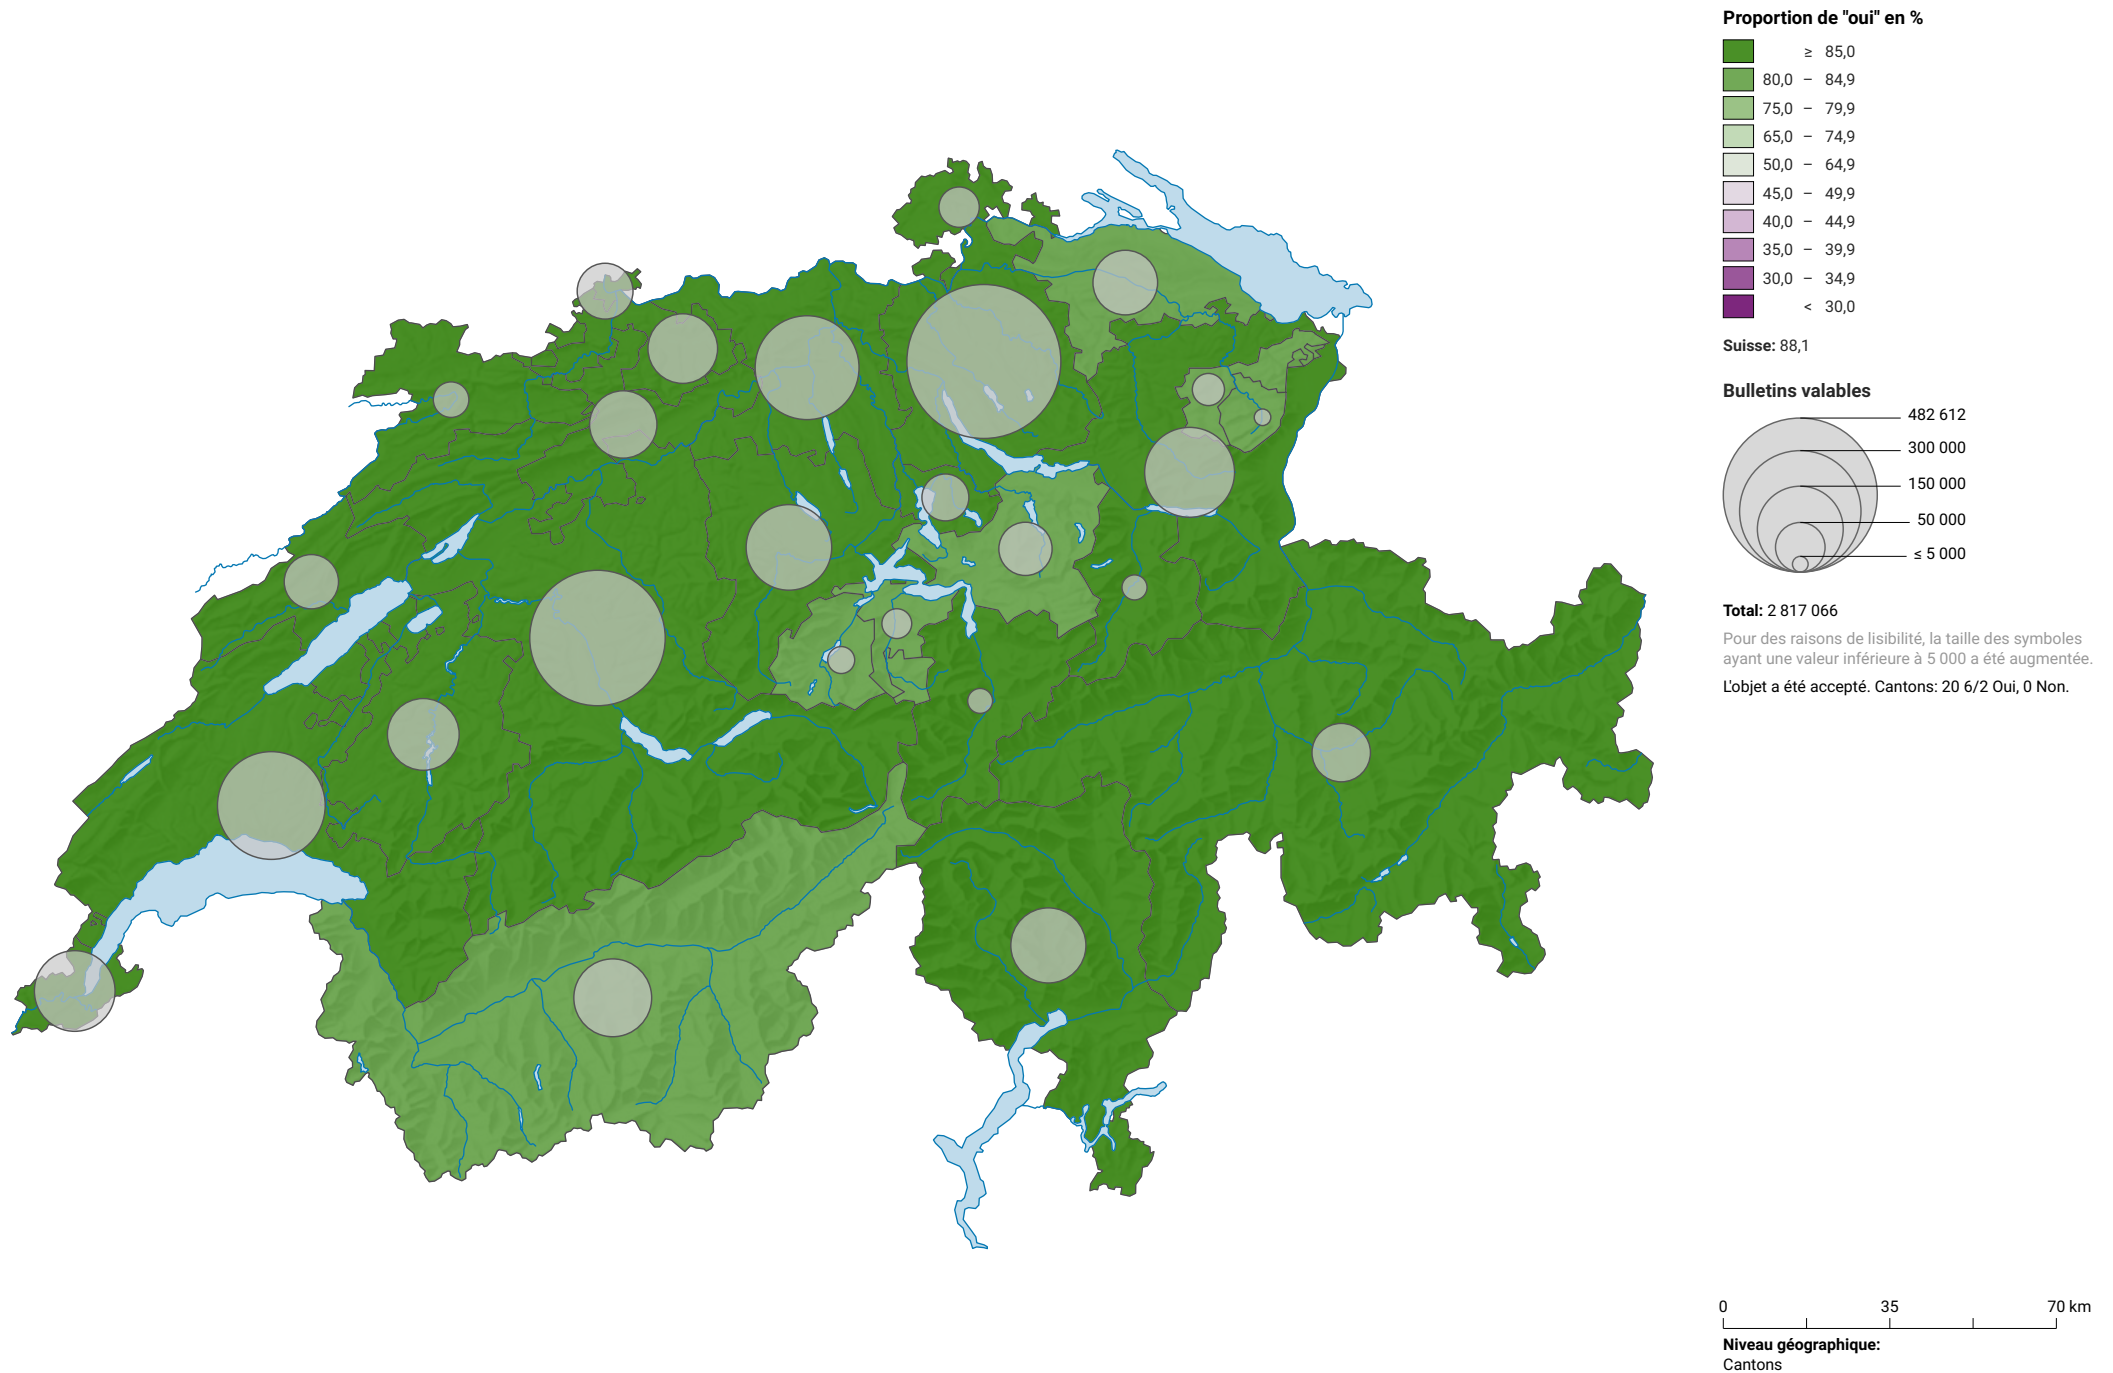 Proportion de "oui" en %
≥ 85,0
80,0 – 84,9
75,0 – 79,9
65,0 – 74,9
50,0 – 64,9
45,0 – 49,9
40,0 – 44,9
35,0 – 39,9
30,0 – 34,9
< 30,0
Suisse: 88,1
Bulletins valables
482 612
300 000
150 000
50 000
≤ 5 000
Total: 2 817 066
Pour des raisons de lisibilité, la taille des symboles
ayant une valeur inférieure à 5 000 a été augmentée.
L'objet a été accepté. Cantons: 20 6/2 Oui, 0 Non.
0 35 70 km
Niveau géographique:
Cantons